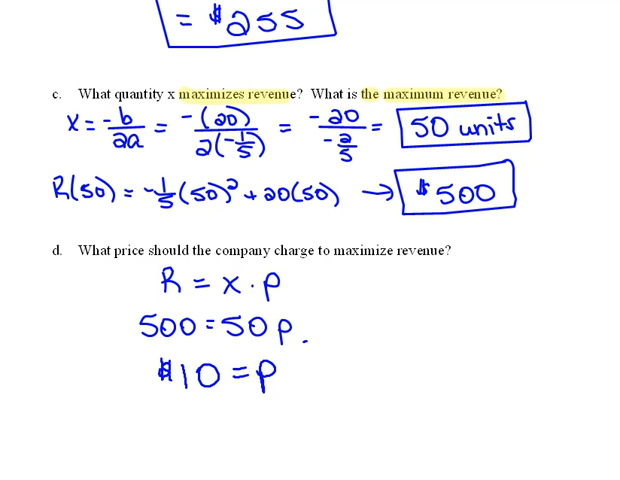 = $255
c. What quantity x maximizes revenue? What is the maximum revenue?
x = -b/2a = -(20)/2(-1/5) = -20/-2/5 = 50 units
R(50) = -1/5(50)² + 20(50) → $500
d. What price should the company charge to maximize revenue?
R = x · p
500 = 50p.
$10 = p